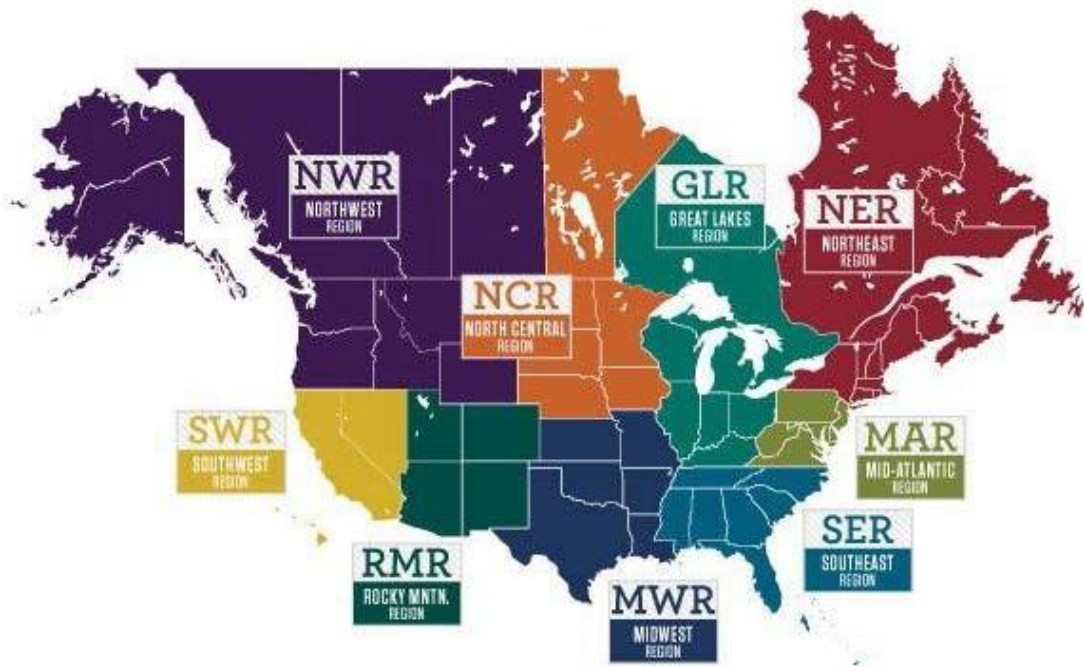 NWR
NORTHWEST
REGION
GLR
GREAT LAKES
REGION
NER
NORTHEAST
REGION
NCR
NORTH CENTRAL
REGION
SWR
SOUTHWEST
REGION
MAR
MID-ATLANTIC
REGION
SER
SOUTHEAST
REGION
RMR
ROCKY MNTN.
REGION
MWR
MIDWEST
REGION